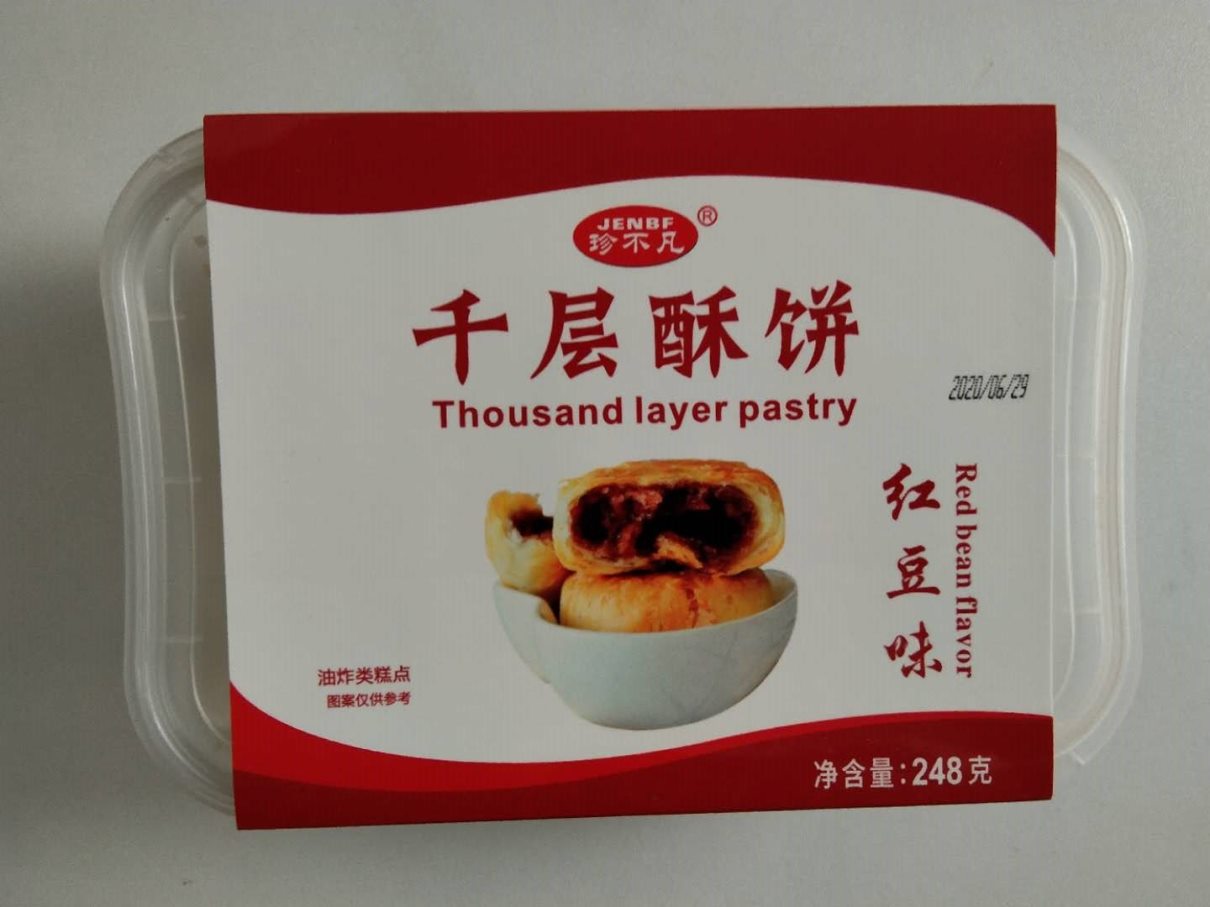 JENBF ®
珍不凡
千层酥饼
Thousand layer pastry
2020/06/29
红豆味
Red bean flavor
油炸类糕点
图案仅供参考
净含量:248克